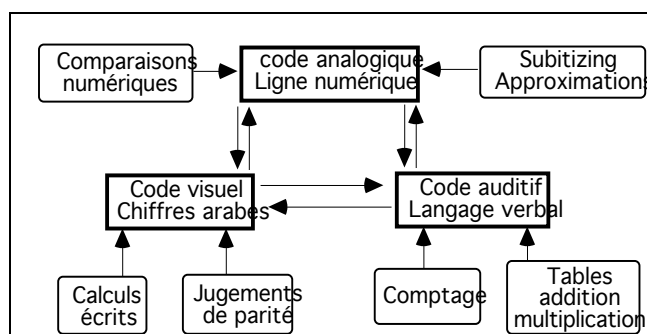 Comparaisons
numériques
code analogique
Ligne numérique
Subitizing
Approximations
Code visuel
Chiffres arabes
Code auditif
Langage verbal
Calculs
écrits
Jugements
de parité
Comptage
Tables
addition
multiplication